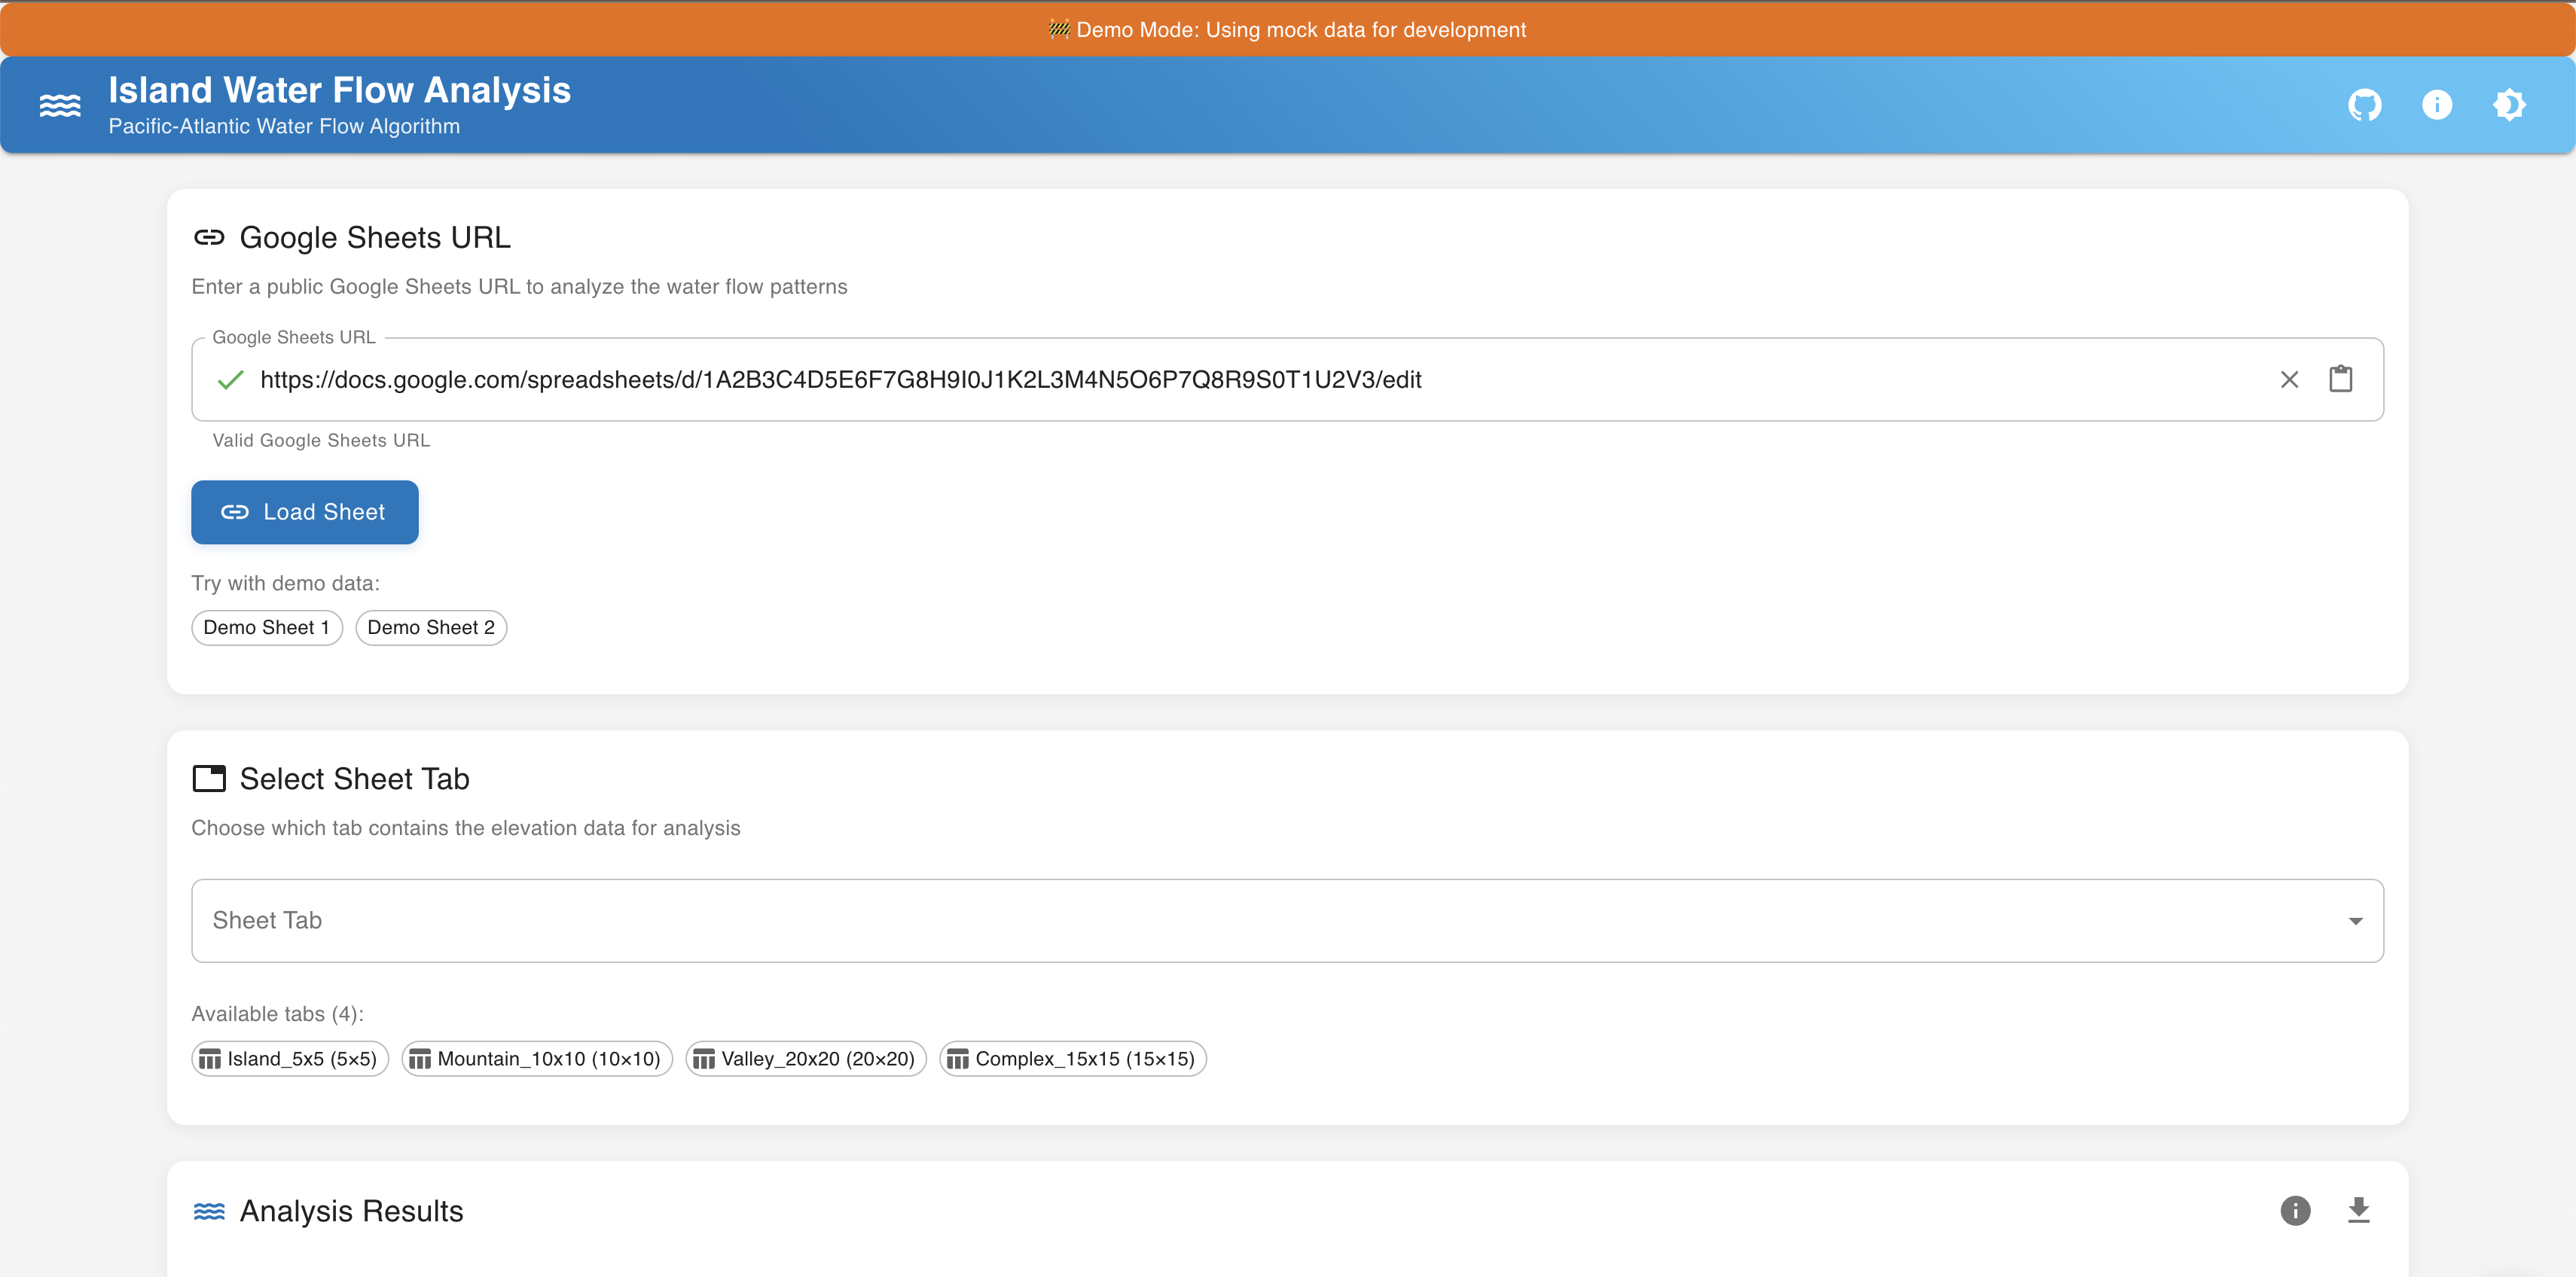 🚧 Demo Mode: Using mock data for development
Island Water Flow Analysis
Pacific-Atlantic Water Flow Algorithm
Google Sheets URL
Enter a public Google Sheets URL to analyze the water flow patterns
Google Sheets URL
https://docs.google.com/spreadsheets/d/1A2B3C4D5E6F7G8H9I0J1K2L3M4N5O6P7Q8R9S0T1U2V3/edit
Valid Google Sheets URL
Load Sheet
Try with demo data:
Demo Sheet 1 Demo Sheet 2
Select Sheet Tab
Choose which tab contains the elevation data for analysis
Sheet Tab
Available tabs (4):
Island_5x5 (5×5) Mountain_10x10 (10×10) Valley_20x20 (20×20) Complex_15x15 (15×15)
Analysis Results